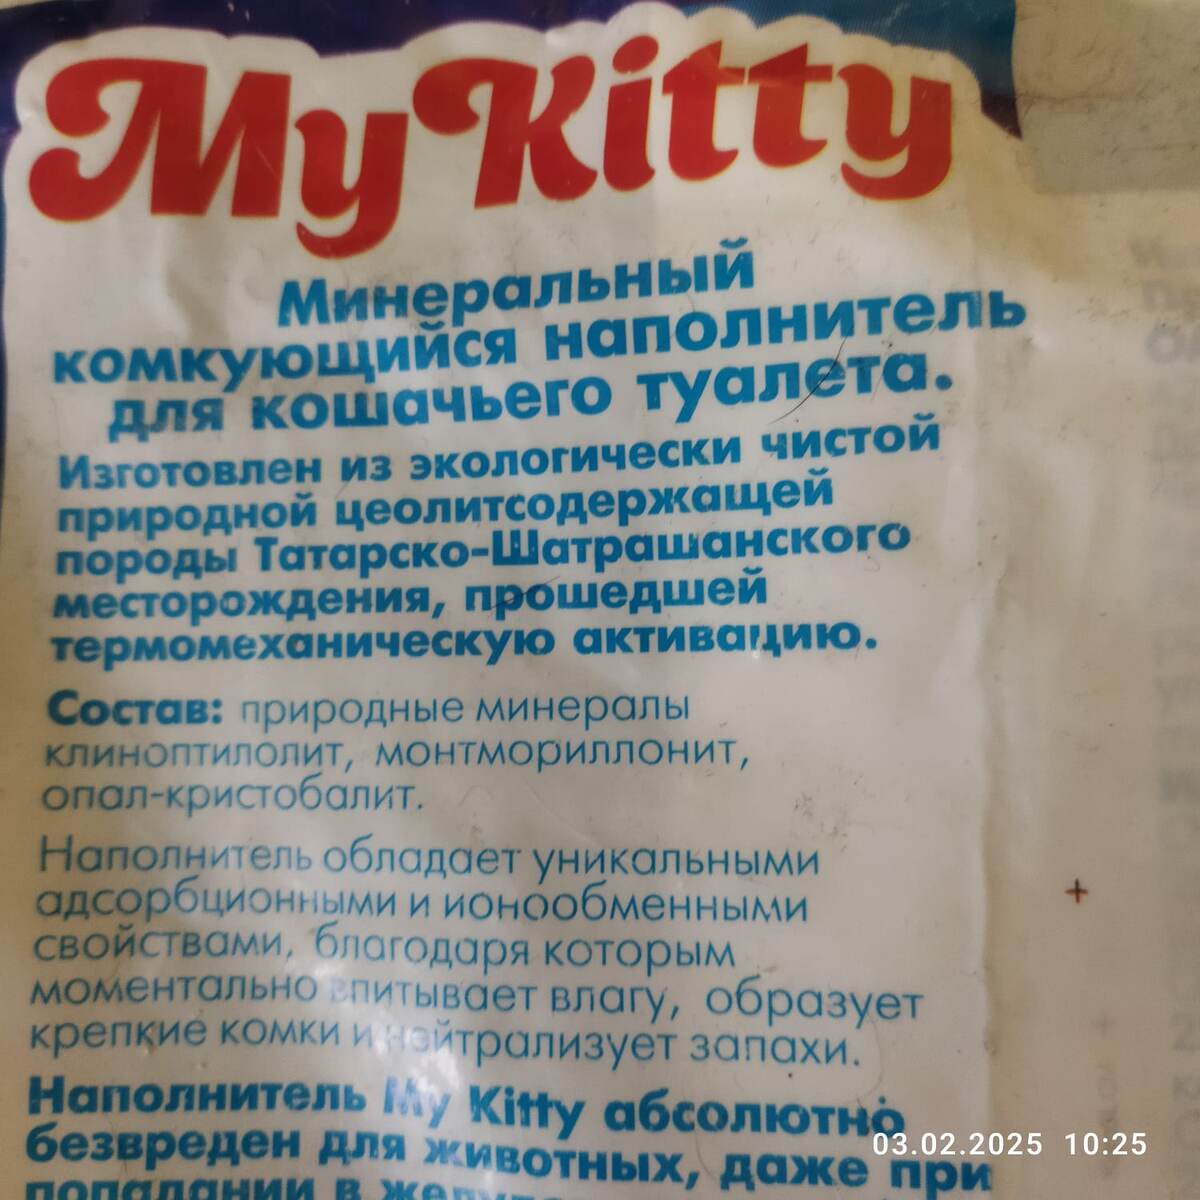 My Kitty
Минеральный
комкующийся наполнитель
для кошачьего туалета.
Изготовлен из экологически чистой
природной цеолитсодержащей
породы Татарско-Шатрашанского
месторождения, прошедшей
термомеханическую активацию.
Состав: природные минералы
клиноптилолит, монтмориллонит,
опал-кристобалит.
Наполнитель обладает уникальными
адсорбционными и ионообменными
свойствами, благодаря которым
моментально впитывает влагу, образует
крепкие комки и нейтрализует запахи.
Наполнитель My Kitty абсолютно
безвреден для животных, даже при
попадании в
03.02.2025 10:25